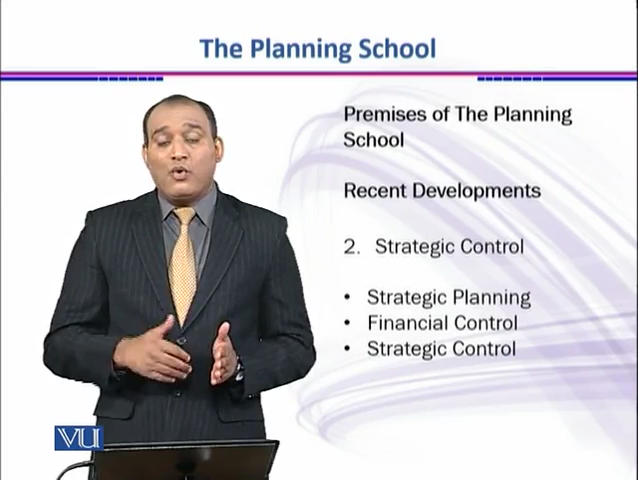 The Planning School
Premises of The Planning
School
Recent Developments
2. Strategic Control
• Strategic Planning
• Financial Control
• Strategic Control
VU